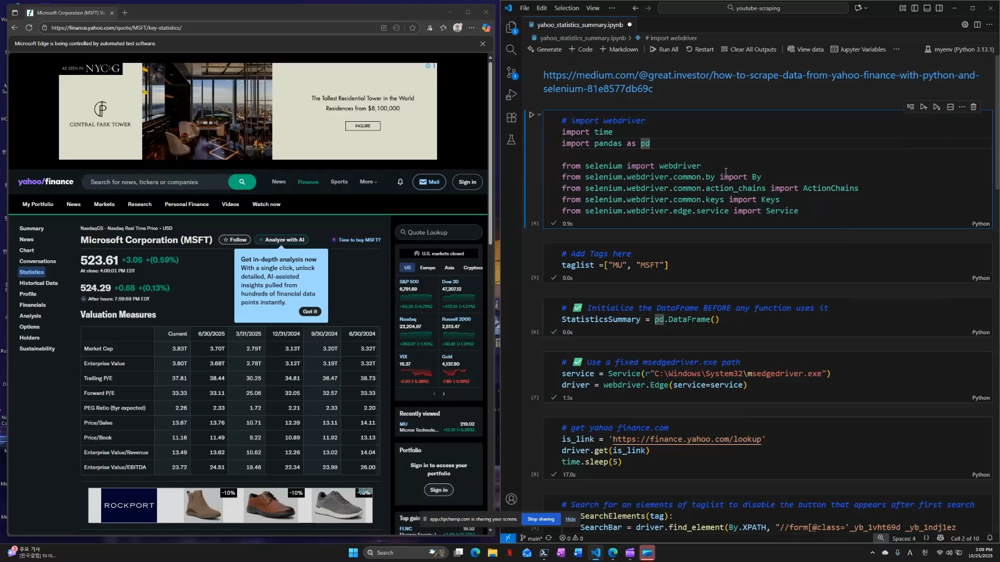 Microsoft Corporation (MSFT) Va
https://finance.yahoo.com/quote/MSFT/key-statistics/
Microsoft Edge is being controlled by automated test software.
AS SEEN IN NYC&G
CENTRAL PARK TOWER
The Tallest Residential Tower in the World
Residences from $8,100,000
INQUIRE
yahoo!finance
Search for news, tickers or companies
News
Finance
Sports
More
Mail
Sign in
My Portfolio
News
Markets
Research
Personal Finance
Videos
Watch now
Summary
News
Chart
Conversations
Statistics
Historical Data
Profile
Financials
Analysis
Options
Holders
Sustainability
NasdaqGS - Nasdaq Real Time Price • USD
Microsoft Corporation (MSFT)
Follow
Analyze with AI
Time to buy MSFT?
523.61 +3.05 +(0.59%)
At close: 4:00:01 PM EDT
524.29 +0.68 +(0.13%)
After hours: 7:59:59 PM EDT
Get in-depth analysis now
With a single click, unlock
detailed, AI-assisted
insights pulled from
hundreds of financial data
points instantly.
Got it
Valuation Measures
Current 6/30/2025 3/31/2025 12/31/2024 9/30/2024 6/30/2024
Market Cap 3.83T 3.70T 2.79T 3.13T 3.20T 3.32T
Enterprise Value 3.80T 3.68T 2.78T 3.12T 3.19T 3.32T
Trailing P/E 37.81 38.44 30.25 34.81 36.47 38.73
Forward P/E 33.33 33.11 25.06 32.05 32.57 33.33
PEG Ratio (5yr expected) 2.26 2.33 1.72 2.21 2.33 2.20
Price/Sales 13.67 13.76 10.71 12.39 13.11 14.11
Price/Book 11.16 11.49 9.22 10.89 11.92 13.13
Enterprise Value/Revenue 13.49 13.62 10.62 12.26 13.02 14.04
Enterprise Value/EBITDA 23.72 24.51 19.46 22.34 23.99 26.00
ROCKPORT
-10%
-10%
-10%
Quote Lookup
U.S. markets closed
US Europe Asia Cryptocu
S&P 500
6,791.69
+53.25 (+0.79%)
Dow 30
47,207.12
+472.51 (+1.01%)
Nasdaq
23,204.87
+263.07 (+1.15%)
Russell 2000
2,513.47
+30.81 (+1.24%)
VIX
16.37
-0.93 (-5.38%)
Gold
4,137.80
-7.80 (-0.19%)
Recently viewed
MU 219.02
Micron Technolo... +12.31 (+5.96%)
Portfolio
Sign in to access your
portfolio
Sign in
Top gain
FLNC 19.52
app.clipchamp.com is sharing your screen.
Stop sharing
Hide
File Edit Selection View
youtube-scraping
yahoo_statistics_summary.ipynb
yahoo_statistics_summary.ipynb > # import webdriver
Generate + Code + Markdown Run All Restart Clear All Outputs View data Jupyter Variables
myenv (Python 3.13.1)
https://medium.com/@great.investor/how-to-scrape-data-from-yahoo-finance-with-python-and-
selenium-81e8577db69c
# import webdriver
import time
import pandas as pd
from selenium import webdriver
from selenium.webdriver.common.by import By
from selenium.webdriver.common.action_chains import ActionChains
from selenium.webdriver.common.keys import Keys
from selenium.webdriver.edge.service import Service
[4] 0.9s Python
# Add Tags here
taglist =["MU", "MSFT"]
[5] 0.0s Python
# ✅ Initialize the DataFrame BEFORE any function uses it
StatisticsSummary = pd.DataFrame()
[6] 0.0s Python
# ✅ Use a fixed msedgedriver.exe path
service = Service(r"C:\Windows\System32\msedgedriver.exe")
driver = webdriver.Edge(service=service)
[7] 1.5s Python
# get yahoo finance.com
is_link = 'https://finance.yahoo.com/lookup'
driver.get(is_link)
time.sleep(5)
[8] 17.0s Python
# Search for an elements of taglist to disable the button that appears after first search
SearchElements(tag):
SearchBar = driver.find_element(By.XPATH, "//form[@class='_yb_1vht69d _yb_1ndj1ez
main*
0 0
Spaces: 4
Cell 2 of 10
주요 기사
[한국갤럽] 10-15...
Search
A 한
3:09 PM
10/25/2025